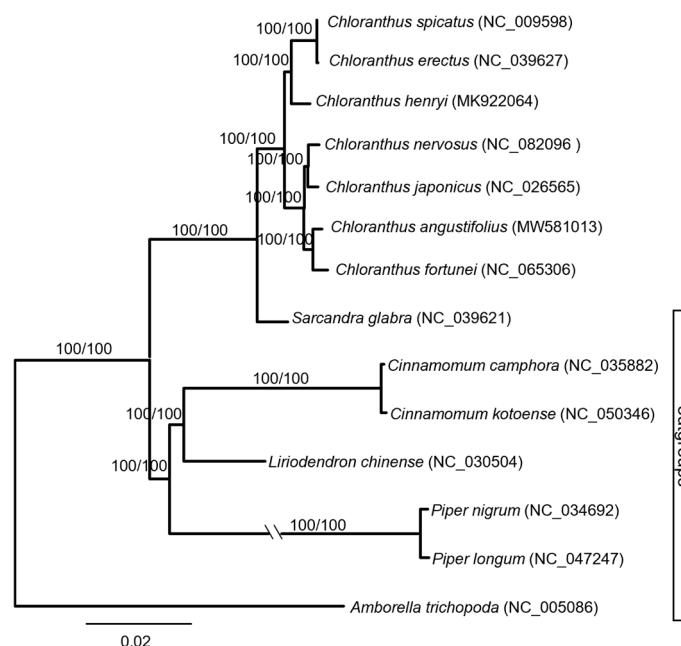 100/100
Chloranthus spicatus (NC_009598)
100/100
Chloranthus erectus (NC_039627)
Chloranthus henryi (MK922064)
100/100
100/100
Chloranthus nervosus (NC_082096 )
100/100
Chloranthus japonicus (NC_026565)
100/100
Chloranthus angustifolius (MW581013)
100/100
100/100
Chloranthus fortunei (NC_065306)
Sarcandra glabra (NC_039621)
100/100
Cinnamomum camphora (NC_035882)
100/100
Cinnamomum kotoense (NC_050346)
100/100
Liriodendron chinense (NC_030504)
100/100
Piper nigrum (NC_034692)
100/100
Piper longum (NC_047247)
Amborella trichopoda (NC_005086)
0.02